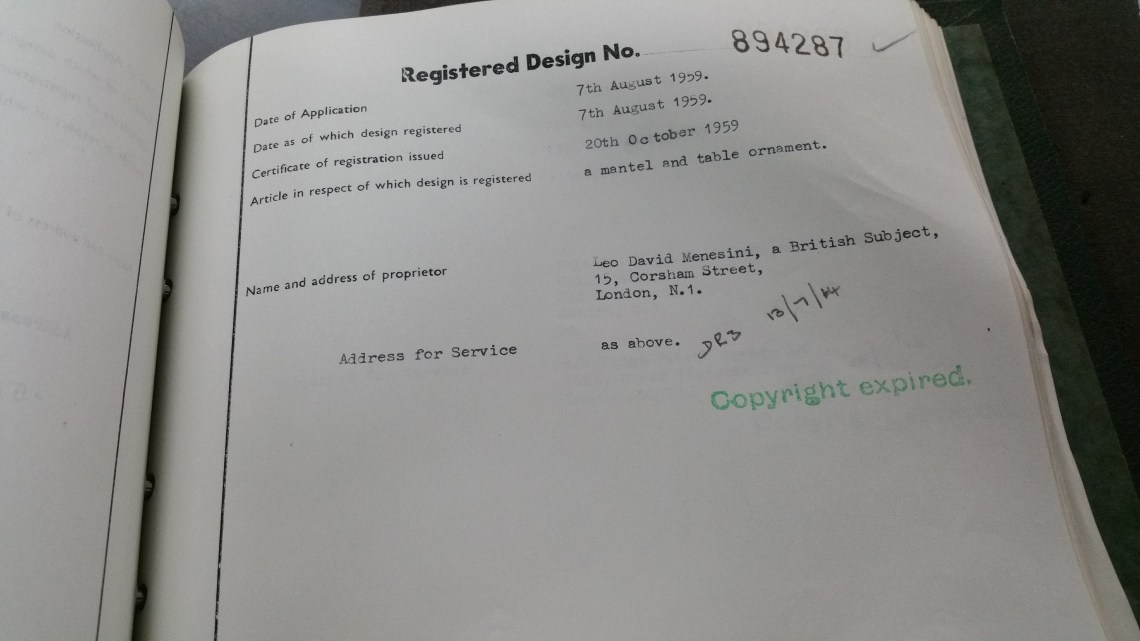 Registered Design No. 894287
Date of Application 7th August 1959.
Date as of which design registered 7th August 1959.
Certificate of registration issued 20th October 1959
Article in respect of which design is registered a mantel and table ornament.
Name and address of proprietor Leo David Menesini, a British Subject,
15, Corsham Street,
London, N.1.
Address for Service as above.
Copyright expired.